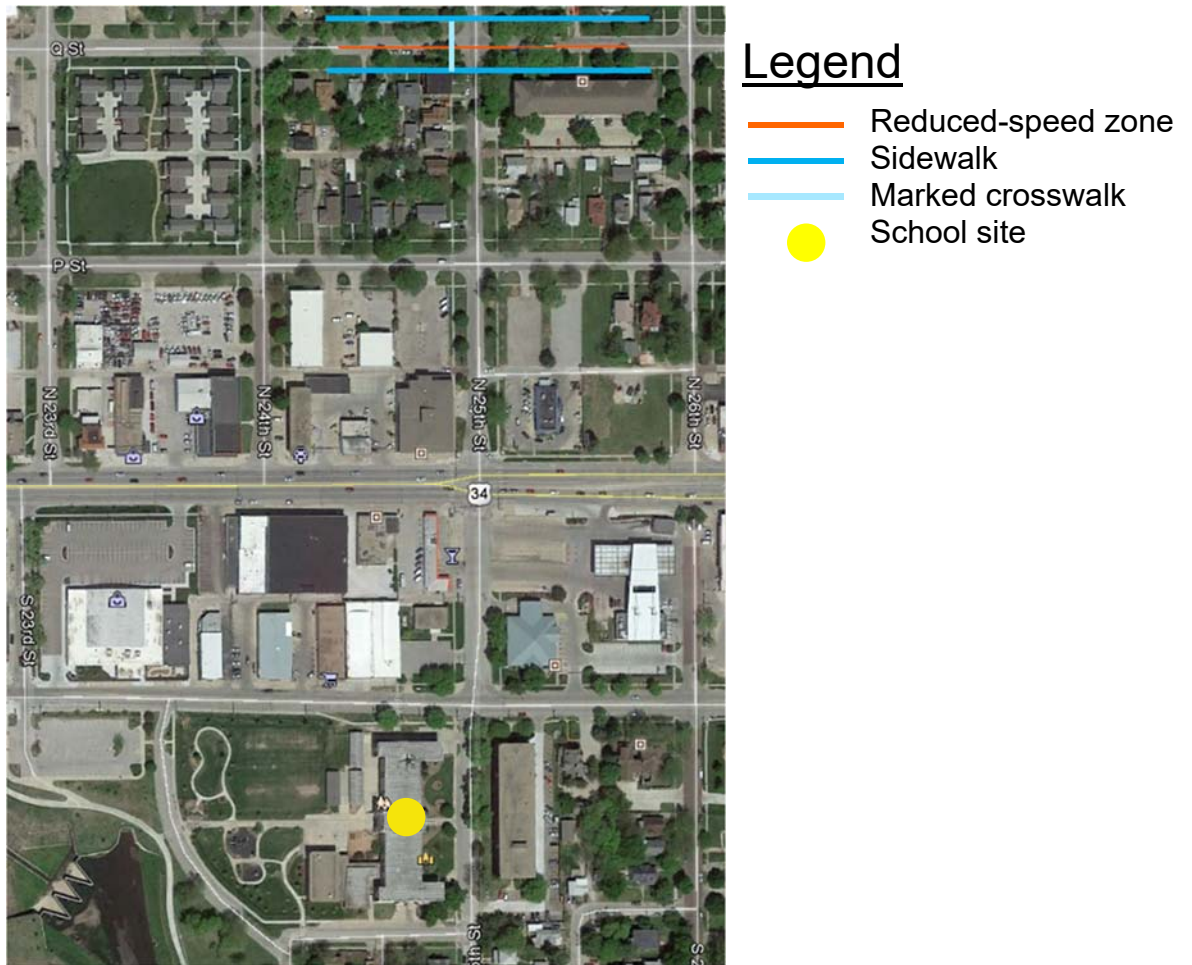 Legend
Reduced-speed zone
Sidewalk
Marked crosswalk
School site
Q St
P St
N 23rd St
N 24th St
N 25th St
N 26th St
34
S 23rd St